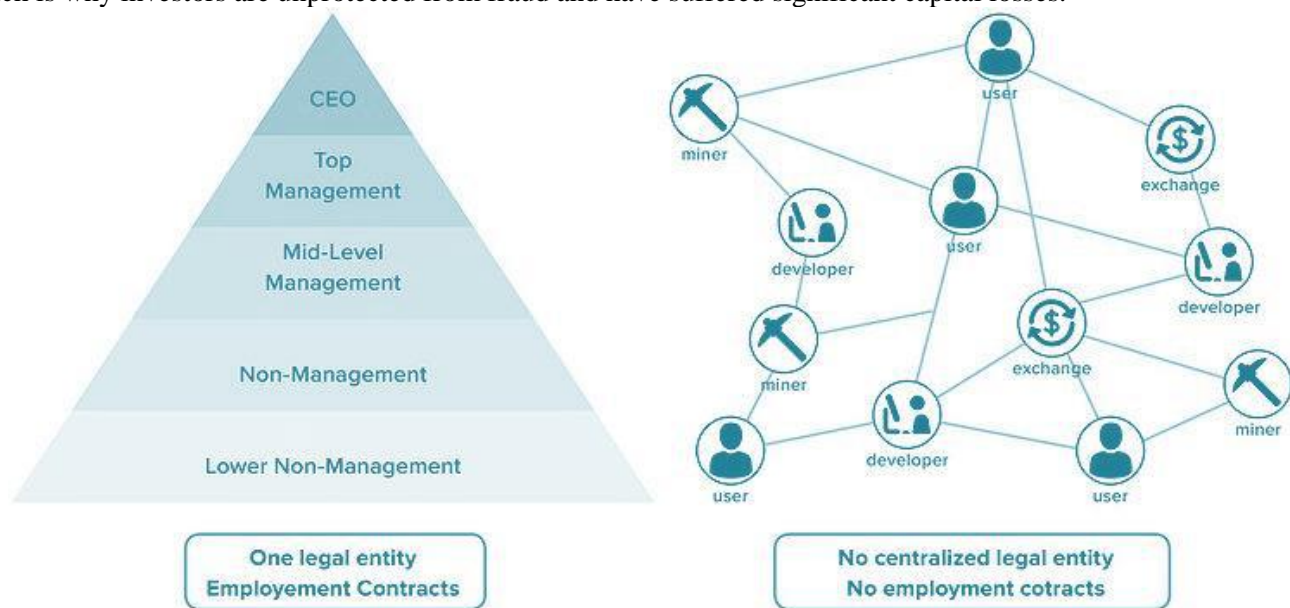 is why investors are unprotected from fraud and have suffered significant capital losses.
CEO
Top
Management
Mid-Level
Management
Non-Management
Lower Non-Management
One legal entity
Employement Contracts
user
miner
exchange
user
developer
developer
exchange
miner
miner
developer
user
user
No centralized legal entity
No employment cotracts